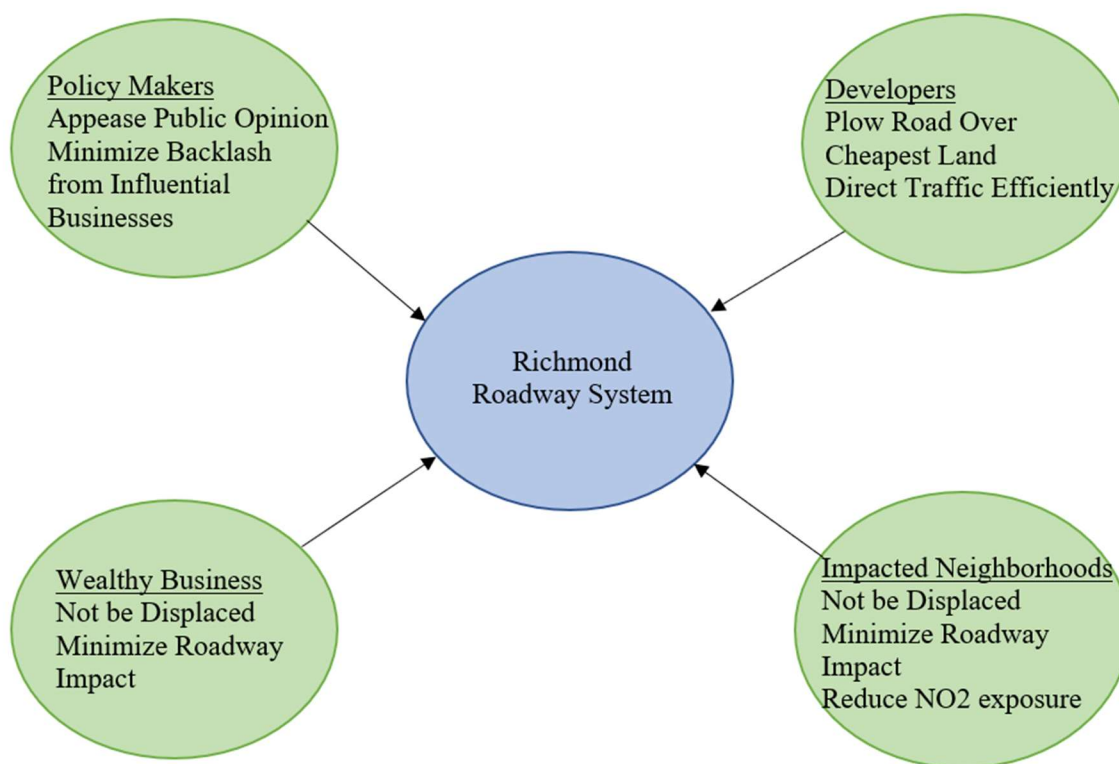 Policy Makers
Appease Public Opinion
Minimize Backlash
from Influential
Businesses
Developers
Plow Road Over
Cheapest Land
Direct Traffic Efficiently
Richmond
Roadway System
Wealthy Business
Not be Displaced
Minimize Roadway
Impact
Impacted Neighborhoods
Not be Displaced
Minimize Roadway
Impact
Reduce NO2 exposure